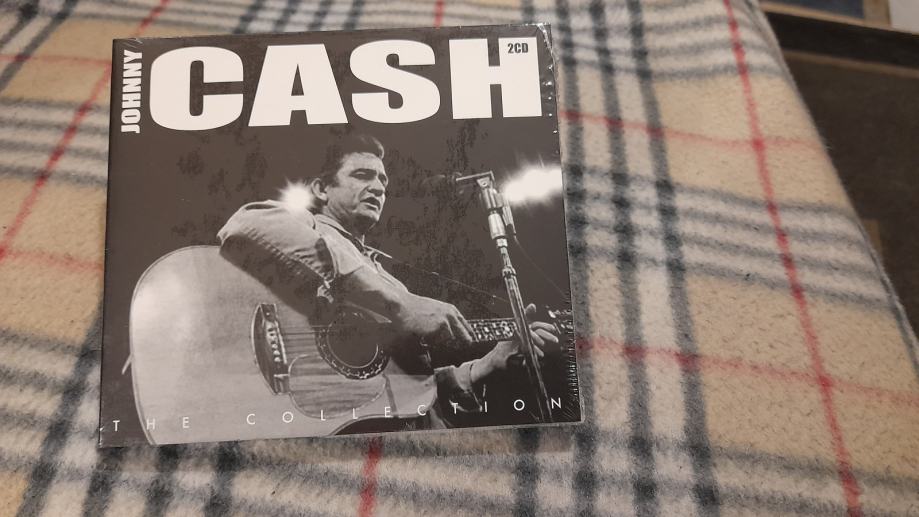 JOHNNY
CASH
2CD
THE COLLECTION